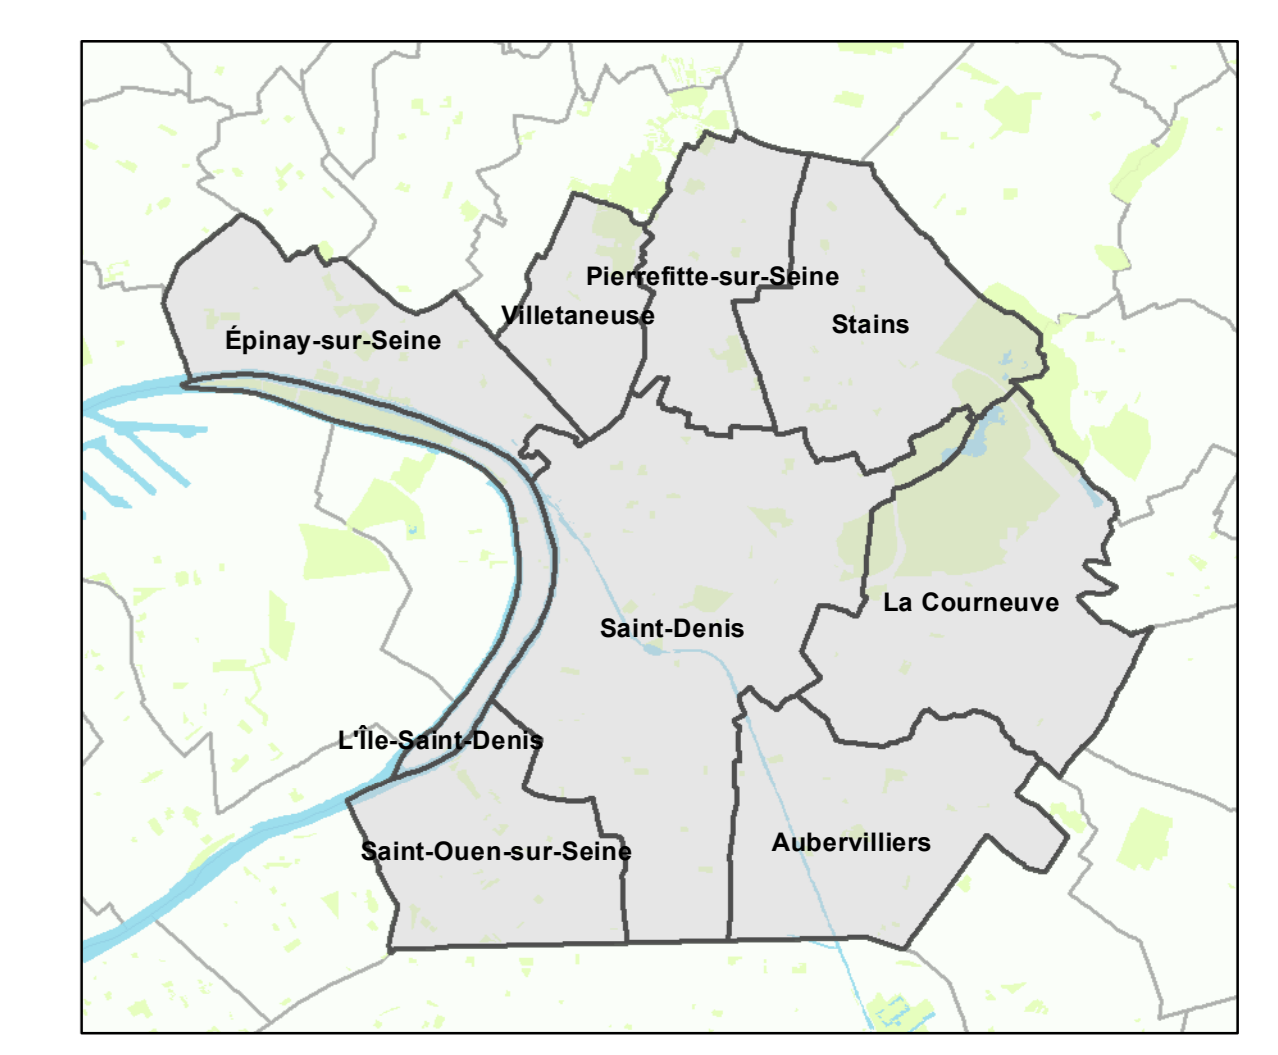 Pierrefitte-sur-Seine
Villetaneuse
Stains
Épinay-sur-Seine
La Courneuve
Saint-Denis
L'Île-Saint-Denis
Aubervilliers
Saint-Ouen-sur-Seine